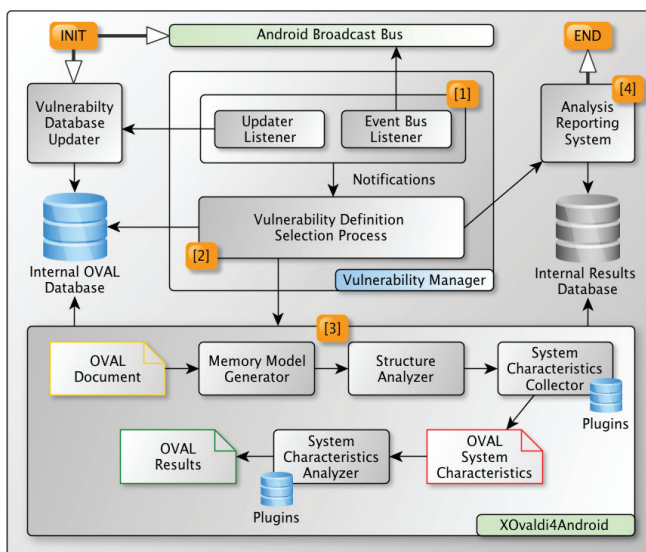 INIT
Android Broadcast Bus
END
[1]
[4]
Vulnerabilty
Database
Updater
Updater
Listener
Event Bus
Listener
Analysis
Reporting
System
Notifications
Vulnerability Definition
Selection Process
[2]
Internal OVAL
Database
Vulnerability Manager
Internal Results
Database
[3]
OVAL
Document
Memory Model
Generator
Structure
Analyzer
System
Characteristics
Collector
Plugins
OVAL
Results
System
Characteristics
Analyzer
Plugins
OVAL
System
Characteristics
XOvaldi4Android